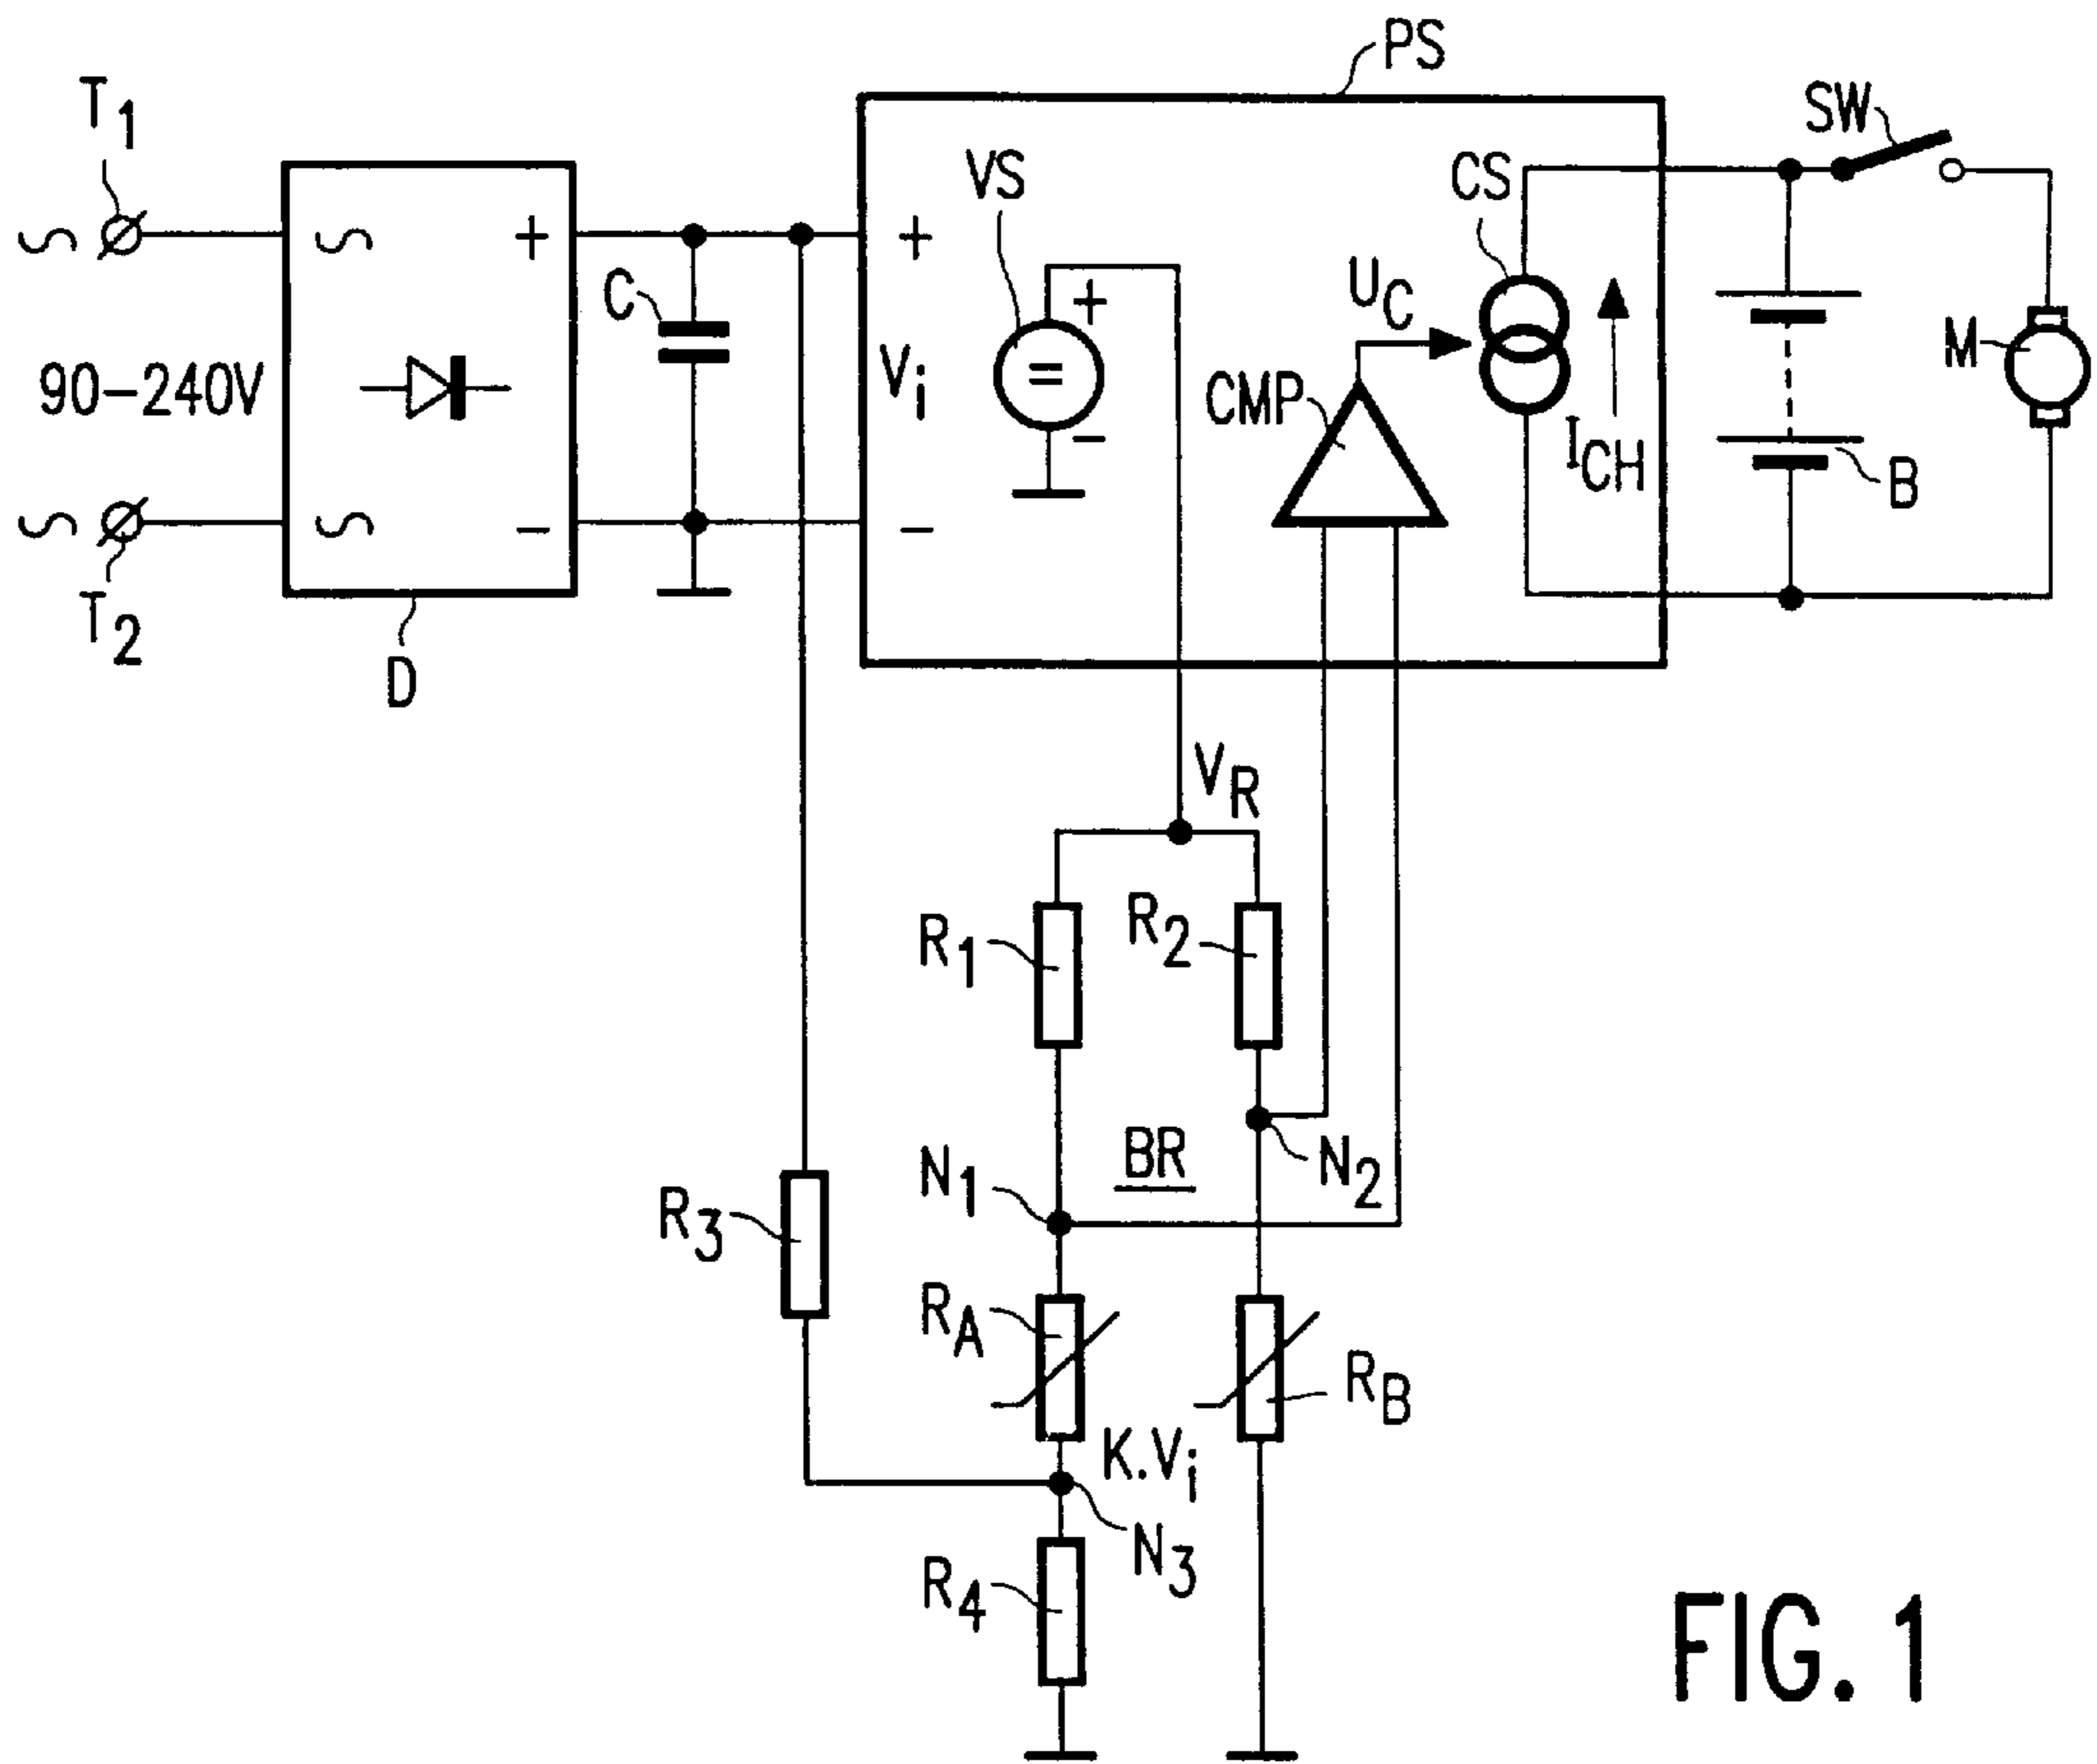 PS
T1
SW
VS
CS
+
+
UC
+
C
Vi
90-240V
=
CMP
M
ICH
B
−
−
−
T2
D
VR
R1
R2
N1
BR
N2
R3
RA
RB
K.Vi
N3
R4
FIG. 1